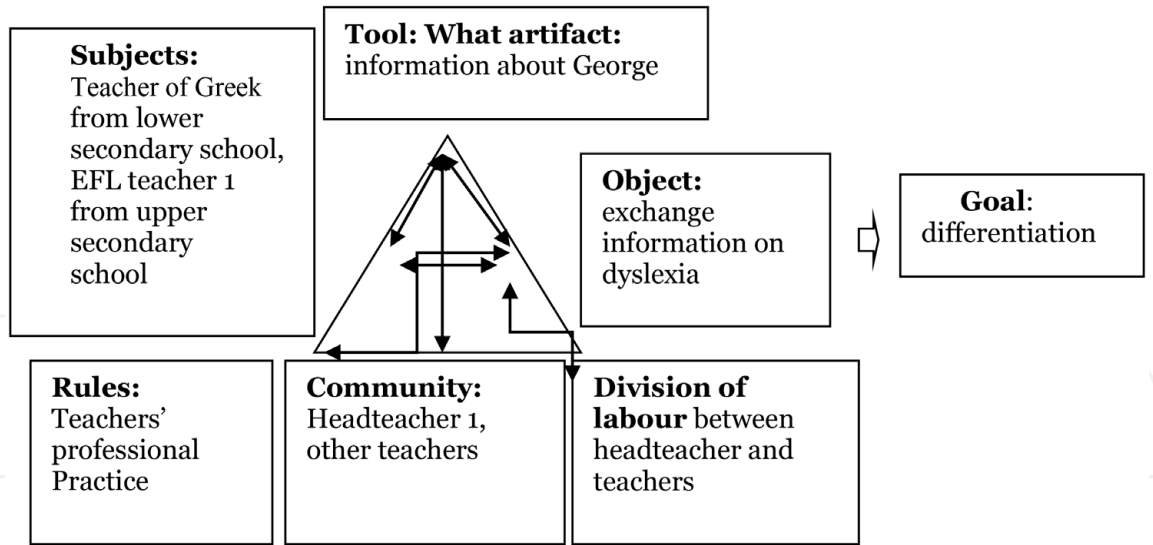 Subjects:
Teacher of Greek
from lower
secondary school,
EFL teacher 1
from upper
secondary
school
Tool: What artifact:
information about George
Object:
exchange
information on
dyslexia
Goal:
differentiation
Rules:
Teachers’
professional
Practice
Community:
Headteacher 1,
other teachers
Division of
labour between
headteacher and
teachers